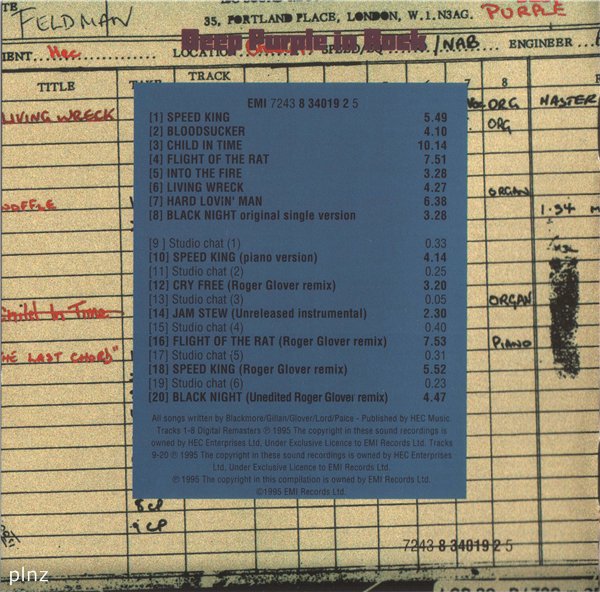 FELDMAN
35, PORTLAND PLACE, LONDON, W.1.N3AG.
PURPLE
Deep Purple in Rock
Hec
LOCATION
/NAB
ENGINEER
TITLE
TRACK
8
LIVING WRECK
ORG
MASTER
ORG
ORGAN
1.34
Child In Time
ORGAN
PIANO
HE LAST CHORD"
EMI 7243 8 34019 2 5
[1] SPEED KING 5.49
[2] BLOODSUCKER 4.10
[3] CHILD IN TIME 10.14
[4] FLIGHT OF THE RAT 7.51
[5] INTO THE FIRE 3.28
[6] LIVING WRECK 4.27
[7] HARD LOVIN' MAN 6.38
[8] BLACK NIGHT original single version 3.28
[9 ] Studio chat (1) 0.33
[10) SPEED KING (piano version) 4.14
[11] Studio chat (2) 0.25
[12] CRY FREE (Roger Glover remix) 3.20
[13] Studio chat (3) 0.05
[14] JAM STEW (Unreleased instrumental) 2.30
[15] Studio chat (4) 0.40
[16] FLIGHT OF THE RAT (Roger Glover remix) 7.53
[17] Studio chat (5) 0.31
[18] SPEED KING (Roger Glover remix) 5.52
[19] Studio chat (6) 0.23
[20] BLACK NIGHT (Unedited Roger Glover remix) 4.47
All songs written by Blackmore/Gillan/Glover/Lord/Paice - Published by HEC Music
Tracks 1-8 Digital Remasters ℗ 1995 The copyright in these sound recordings is
owned by HEC Enterprises Ltd, Under Exclusive Licence to EMI Records Ltd. Tracks
9-20 ℗ 1995 The copyright in these sound recordings is owned by HEC Enterprises
Ltd, Under Exclusive Licence to EMI Records Ltd.
℗ 1995 The copyright in this compilation is owned by EMI Records Ltd.
©1995 EMI Records Ltd.
7243 8 34019 2 5
plnz